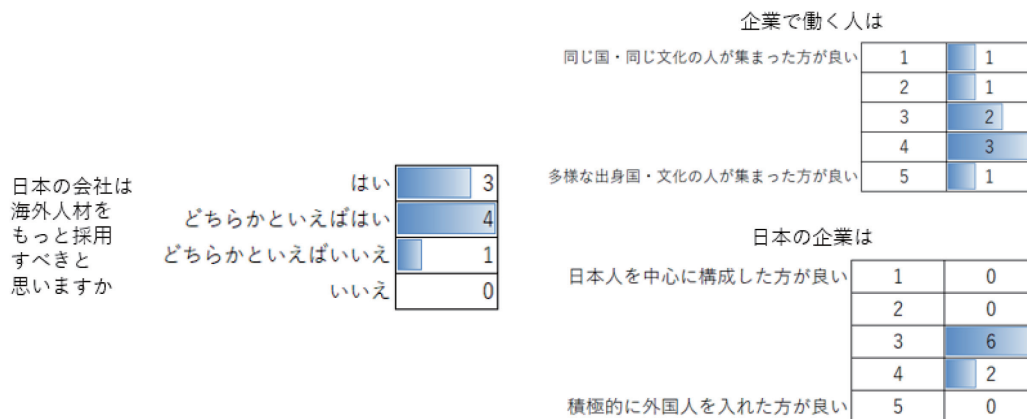 日本の会社は
海外人材を
もっと採用
すべきと
思いますか
はい 3
どちらかといえばはい 4
どちらかといえばいいえ 1
いいえ 0
企業で働く人は
同じ国・同じ文化の人が集まった方が良い 1 1
2 1
3 2
4 3
多様な出身国・文化の人が集まった方が良い 5 1
日本の企業は
日本人を中心に構成した方が良い 1 0
2 0
3 6
4 2
積極的に外国人を入れた方が良い 5 0